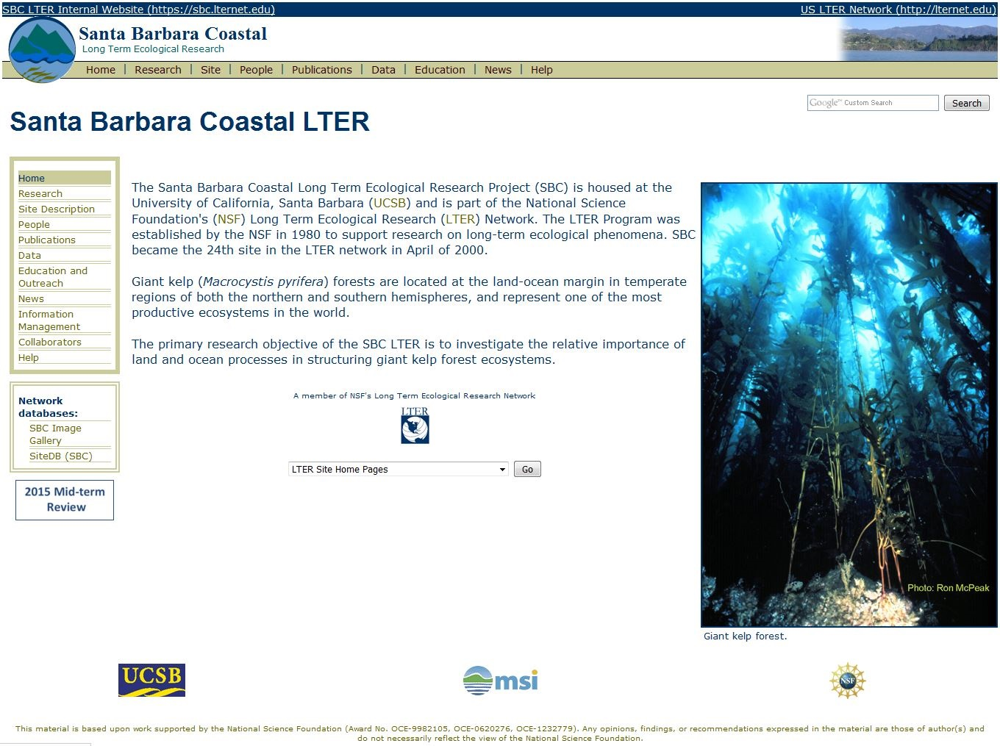 SBC LTER Internal Website (https://sbc.lternet.edu)
US LTER Network (http://lternet.edu)
Santa Barbara Coastal
Long Term Ecological Research
Home | Research | Site | People | Publications | Data | Education | News | Help
Google™ Custom Search
Search
Santa Barbara Coastal LTER
Home
Research
Site Description
People
Publications
Data
Education and
Outreach
News
Information
Management
Collaborators
Help
Network
databases:
SBC Image
Gallery
SiteDB (SBC)
2015 Mid-term
Review
The Santa Barbara Coastal Long Term Ecological Research Project (SBC) is housed at the
University of California, Santa Barbara (UCSB) and is part of the National Science
Foundation's (NSF) Long Term Ecological Research (LTER) Network. The LTER Program was
established by the NSF in 1980 to support research on long-term ecological phenomena. SBC
became the 24th site in the LTER network in April of 2000.
Giant kelp (Macrocystis pyrifera) forests are located at the land-ocean margin in temperate
regions of both the northern and southern hemispheres, and represent one of the most
productive ecosystems in the world.
The primary research objective of the SBC LTER is to investigate the relative importance of
land and ocean processes in structuring giant kelp forest ecosystems.
A member of NSF's Long Term Ecological Research Network
LTER
LTER Site Home Pages
Go
Photo: Ron McPeak
Giant kelp forest.
UCSB
msi
NSF
This material is based upon work supported by the National Science Foundation (Award No. OCE-9982105, OCE-0620276, OCE-1232779). Any opinions, findings, or recommendations expressed in the material are those of author(s) and
do not necessarily reflect the view of the National Science Foundation.